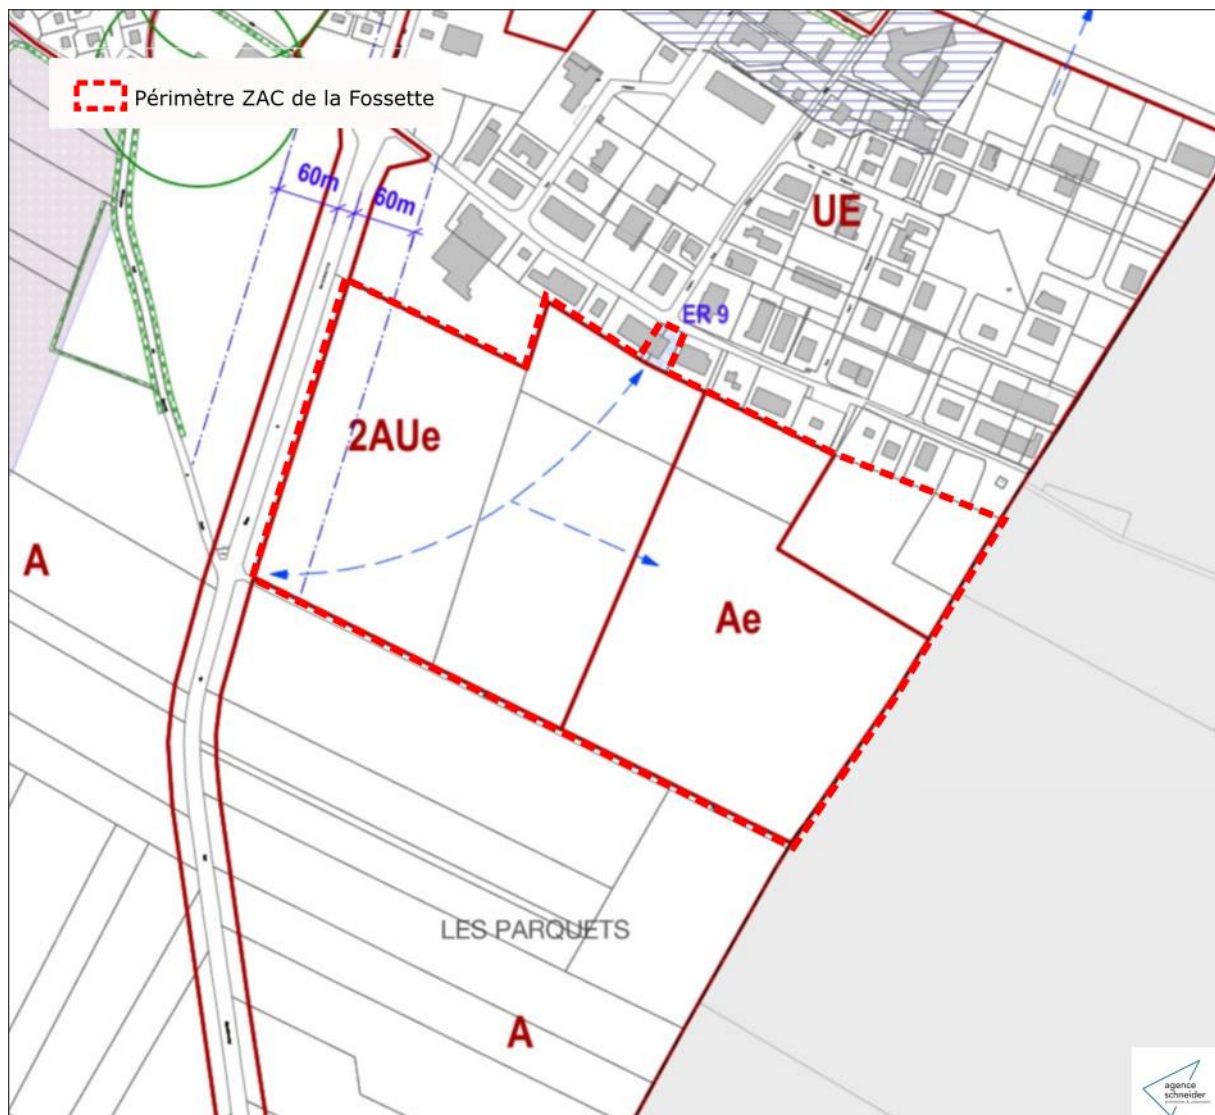 Périmètre ZAC de la Fossette
60m
60m
UE
ER 9
2AUe
A
Ae
LES PARQUETS
A
agence
schneider